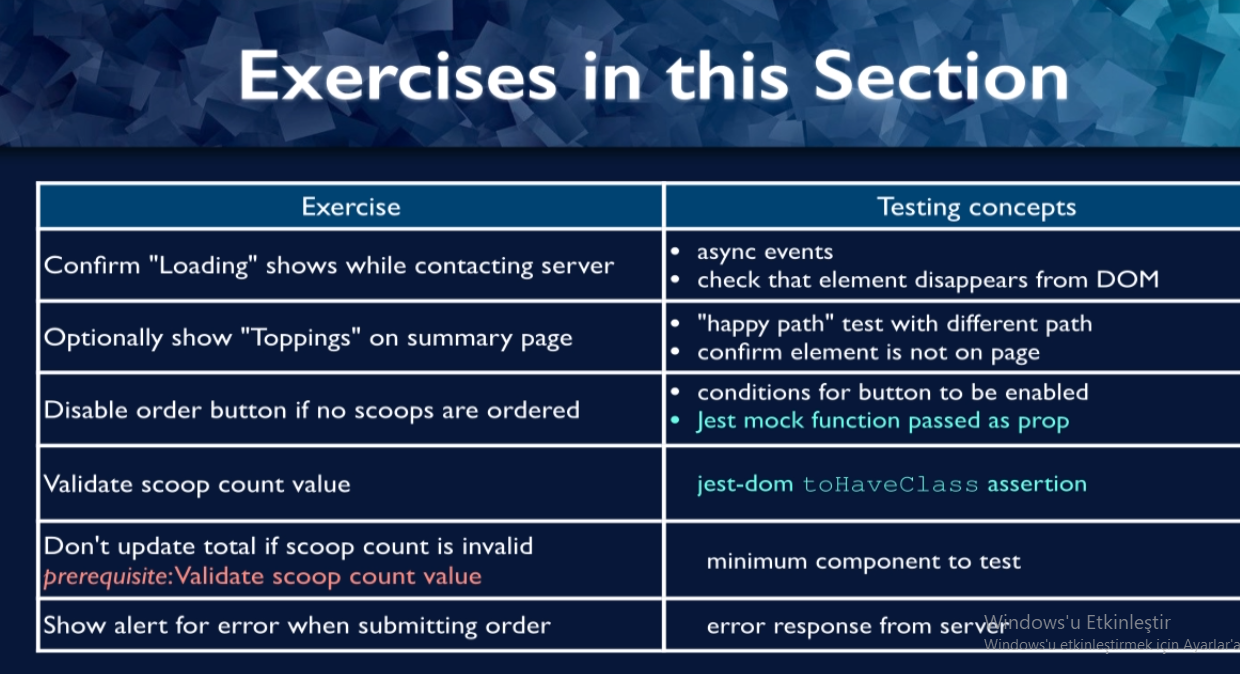 Exercises in this Section
Exercise
Testing concepts
Confirm "Loading" shows while contacting server
• async events
• check that element disappears from DOM
Optionally show "Toppings" on summary page
• "happy path" test with different path
• confirm element is not on page
Disable order button if no scoops are ordered
• conditions for button to be enabled
• Jest mock function passed as prop
Validate scoop count value
jest-dom toHaveClass assertion
Don't update total if scoop count is invalid
prerequisite: Validate scoop count value
minimum component to test
Show alert for error when submitting order
error response from server
Windows'u Etkinleştir
Windows'u etkinleştirmek için Ayarlar'a